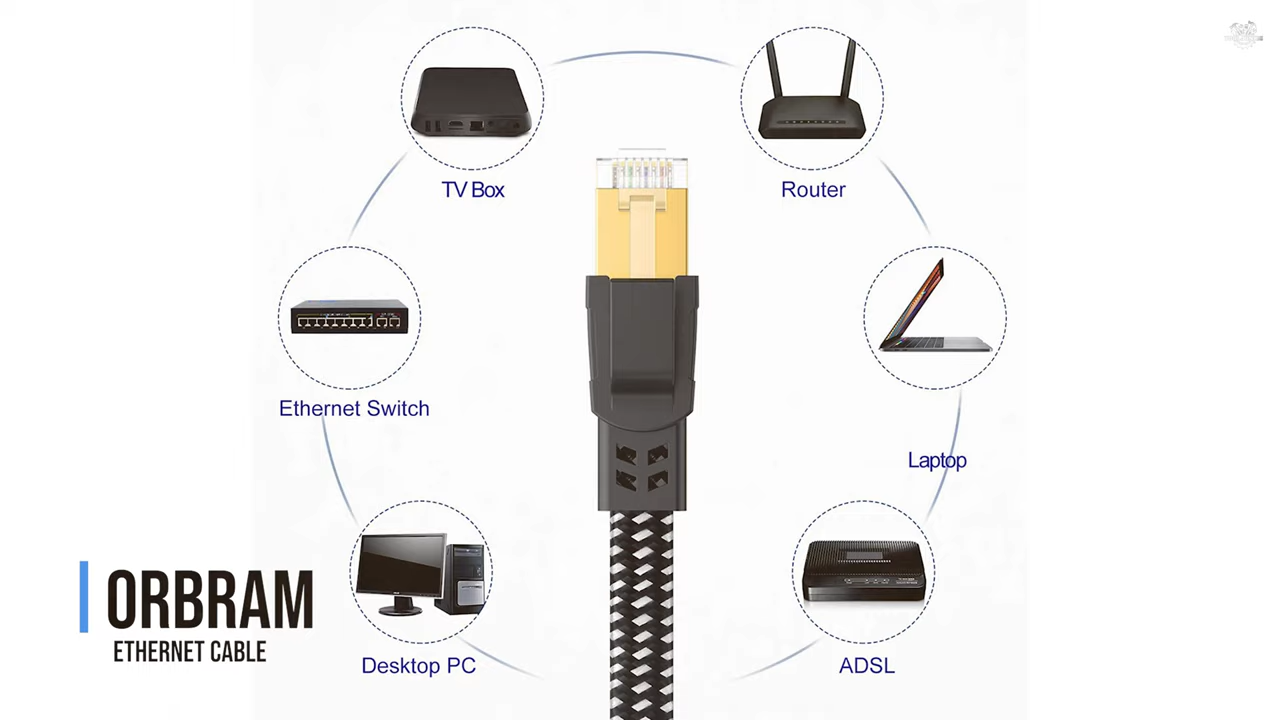 TV Box
Router
Ethernet Switch
Laptop
ORBRAM
ETHERNET CABLE
Desktop PC
ADSL